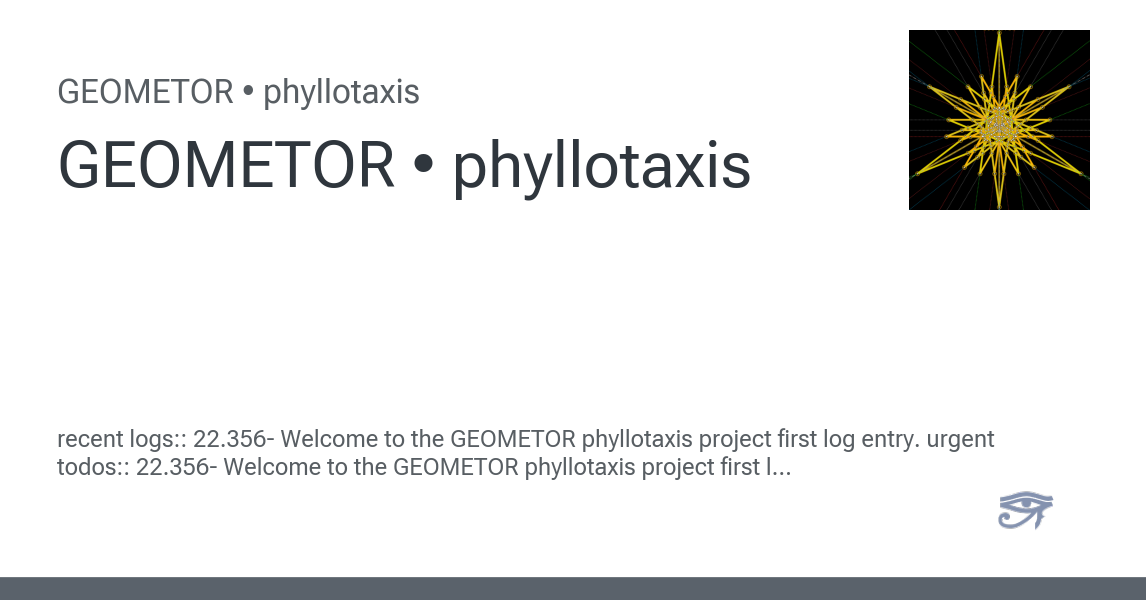 GEOMETOR • phyllotaxis
GEOMETOR • phyllotaxis
recent logs:: 22.356- Welcome to the GEOMETOR phyllotaxis project first log entry. urgent
todos:: 22.356- Welcome to the GEOMETOR phyllotaxis project first l...